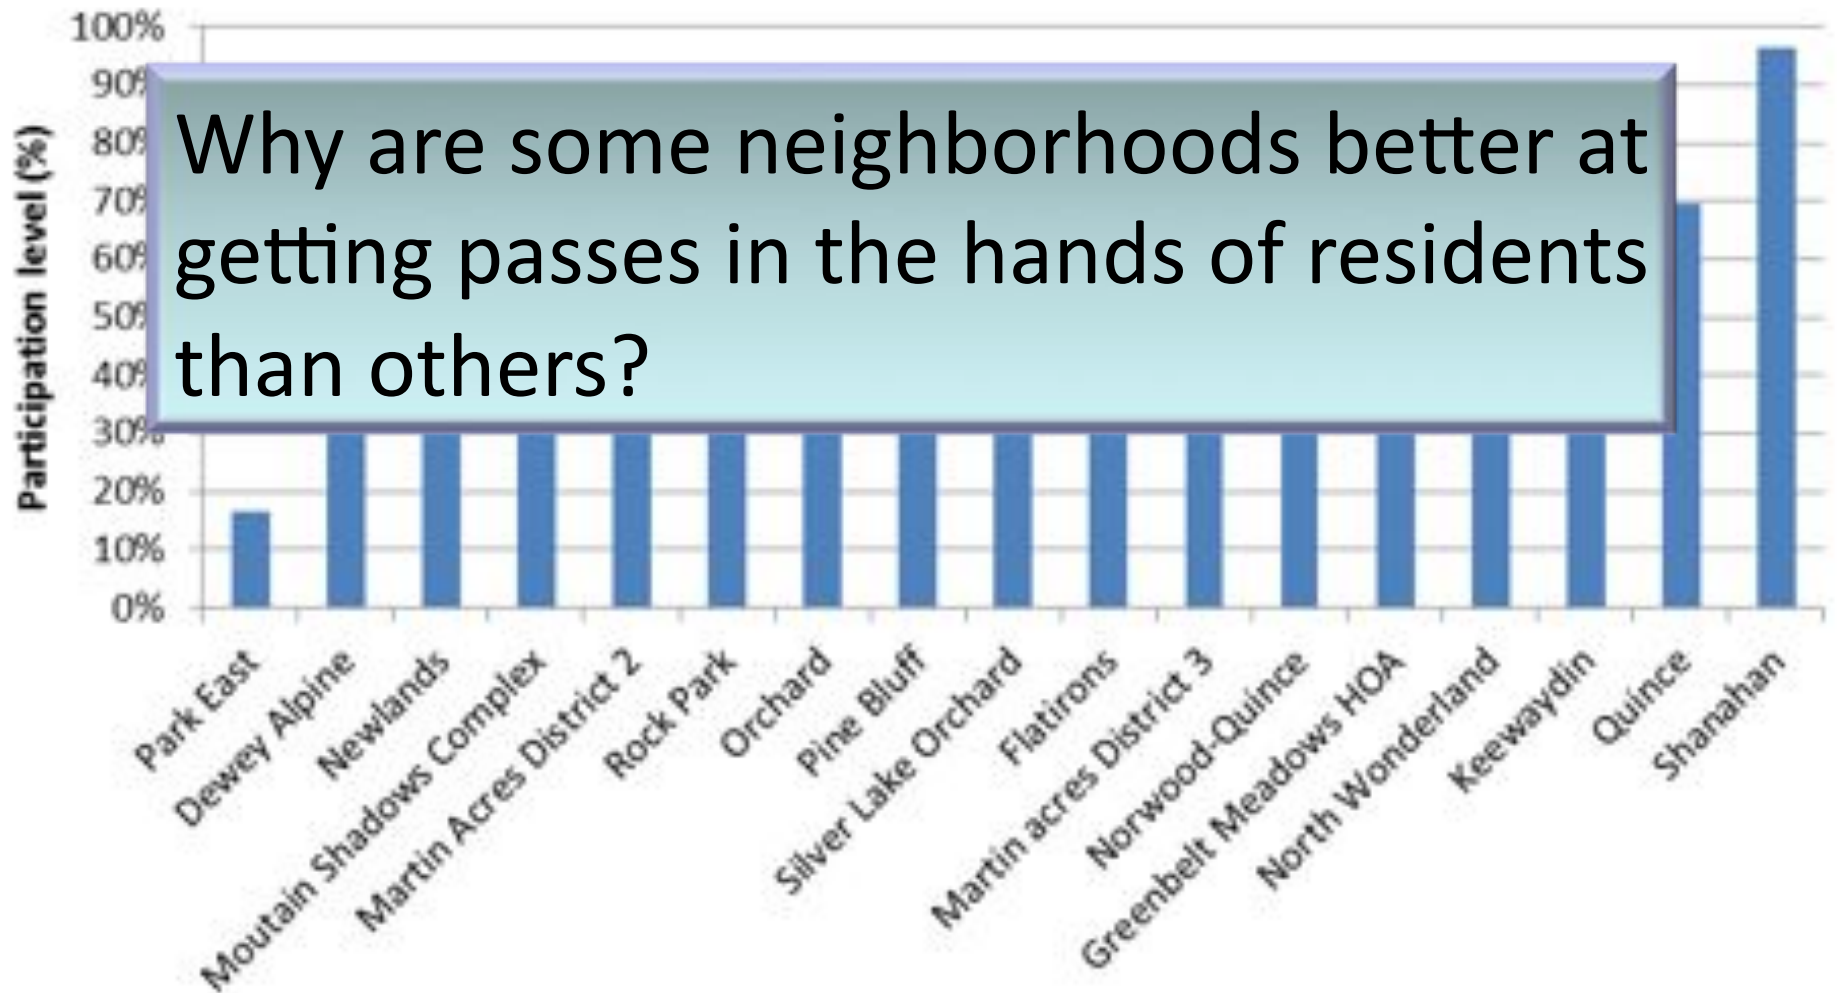 100%
90%
80%
70%
60%
50%
40%
30%
20%
10%
0%
Participation level (%)
Why are some neighborhoods better at
getting passes in the hands of residents
than others?
Park East
Dewey Alpine
Newlands
Moutain Shadows Complex
Martin Acres District 2
Rock Park
Orchard
Pine Bluff
Silver Lake Orchard
Flatirons
Martin acres District 3
Norwood-Quince
Greenbelt Meadows HOA
North Wonderland
Keewaydin
Quince
Shanahan